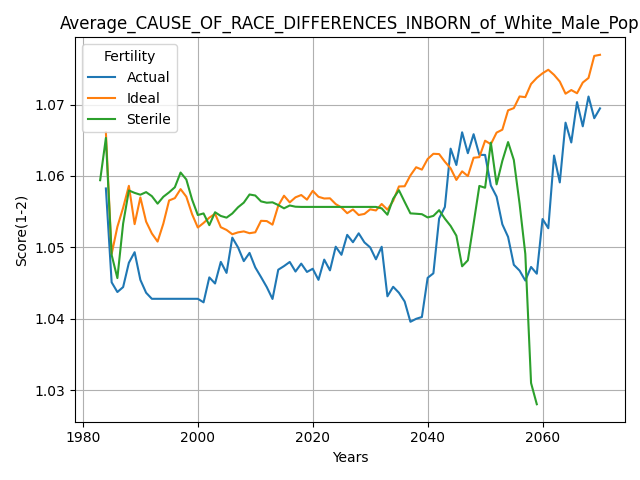 Average_CAUSE_OF_RACE_DIFFERENCES_INBORN_of_White_Male_Pop
Fertility
Actual
Ideal
Sterile
Score(1-2)
1.07
1.06
1.05
1.04
1.03
1980 2000 2020 2040 2060
Years